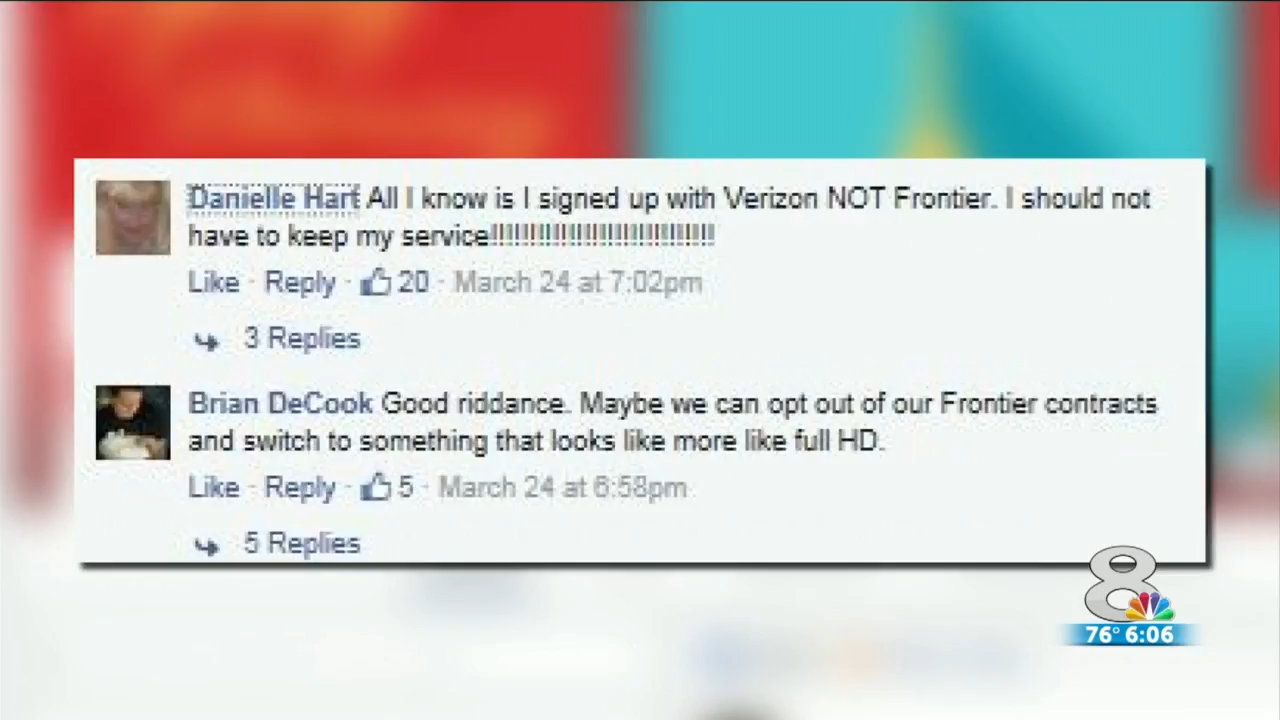 Danielle Hart All I know is I signed up with Verizon NOT Frontier. I should not
have to keep my service!!!!!!!!!!!!!!!!!!!!!!!!!!!!!
Like · Reply · 20 · March 24 at 7:02pm
3 Replies
Brian DeCook Good riddance. Maybe we can opt out of our Frontier contracts
and switch to something that looks like more like full HD.
Like · Reply · 5 · March 24 at 6:58pm
5 Replies
8
76° 6:06